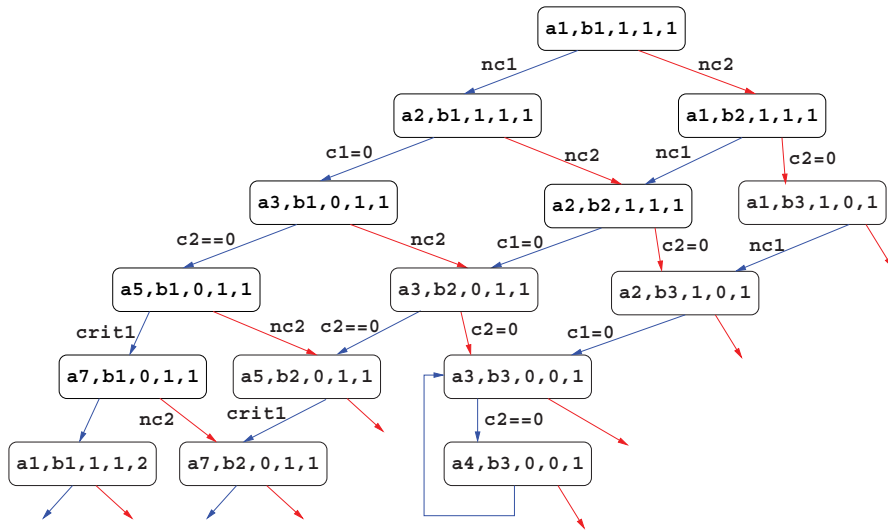 a1,b1,1,1,1
nc1
nc2
a2,b1,1,1,1
a1,b2,1,1,1
c1=0
nc2
nc1
c2=0
a3,b1,0,1,1
a2,b2,1,1,1
a1,b3,1,0,1
c2==0
nc2
c1=0
c2=0
nc1
a5,b1,0,1,1
a3,b2,0,1,1
a2,b3,1,0,1
crit1
nc2
c2==0
c2=0
c1=0
a7,b1,0,1,1
a5,b2,0,1,1
a3,b3,0,0,1
nc2
crit1
c2==0
a1,b1,1,1,2
a7,b2,0,1,1
a4,b3,0,0,1